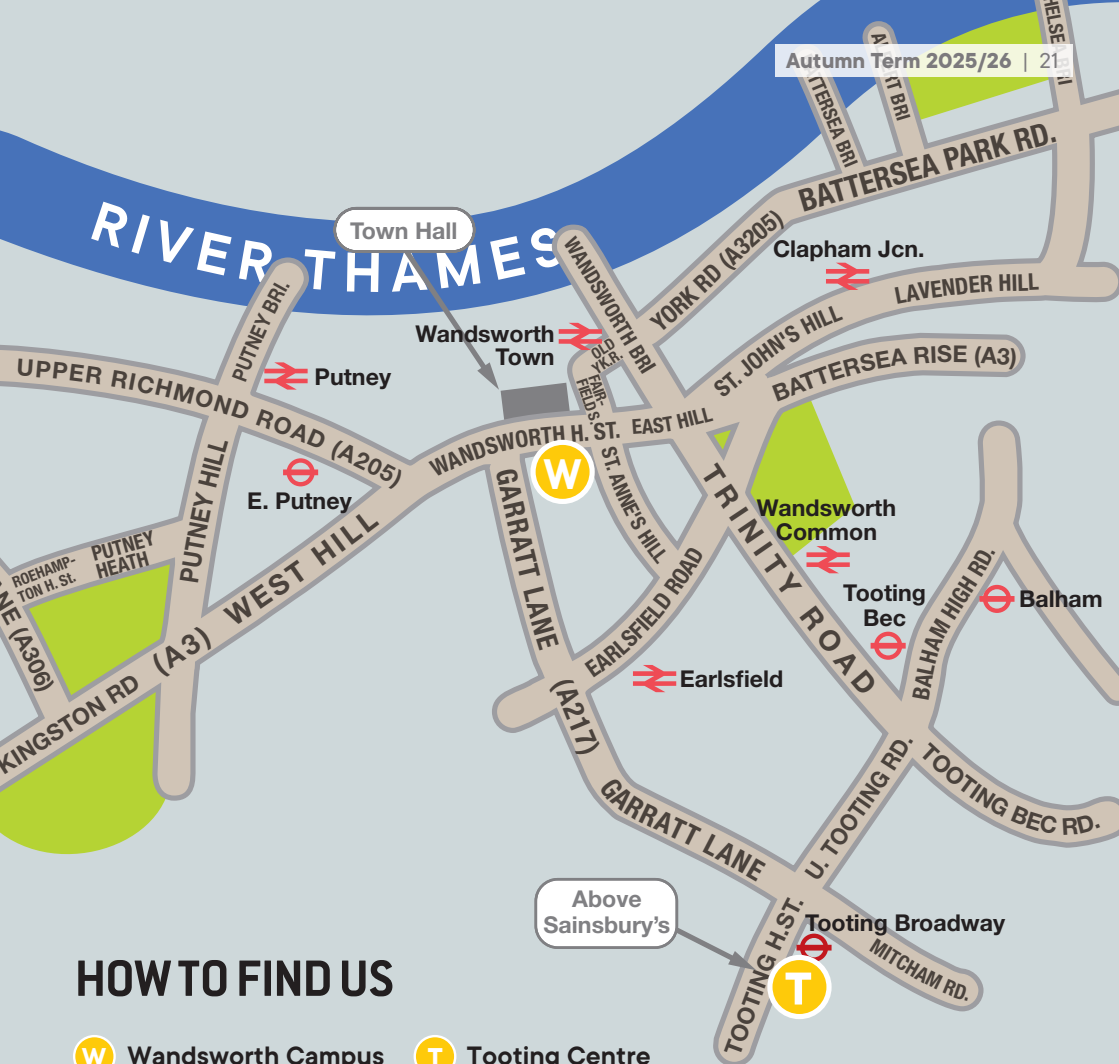 Autumn Term 2025/26 | 21
CHELSEA BRI
ALBERT BRI
BATTERSEA BRI
BATTERSEA PARK RD.
RIVER THAMES
Town Hall
WANDSWORTH BRI
YORK RD (A3205)
Clapham Jcn.
LAVENDER HILL
PUTNEY BRI.
Wandsworth
Town
OLD
YK.R.
ST. JOHN'S HILL
BATTERSEA RISE (A3)
UPPER RICHMOND ROAD (A205)
Putney
FAIR-
FIELD S.
WANDSWORTH H. ST.
EAST HILL
W
E. Putney
PUTNEY HILL
GARRATT LANE
ST. ANNE'S HILL
TRINITY ROAD
Wandsworth
Common
PUTNEY
HEATH
ROEHAMP-
TON H. St.
WEST HILL
EARLSFIELD ROAD
Tooting
Bec
BALHAM HIGH RD.
Balham
NE (A306)
(A3)
KINGSTON RD
Earlsfield
(A217)
GARRATT LANE
U. TOOTING RD.
TOOTING BEC RD.
Above
Sainsbury's
TOOTING H.ST.
Tooting Broadway
MITCHAM RD.
T
HOW TO FIND US
W Wandsworth Campus
T Tooting Centre